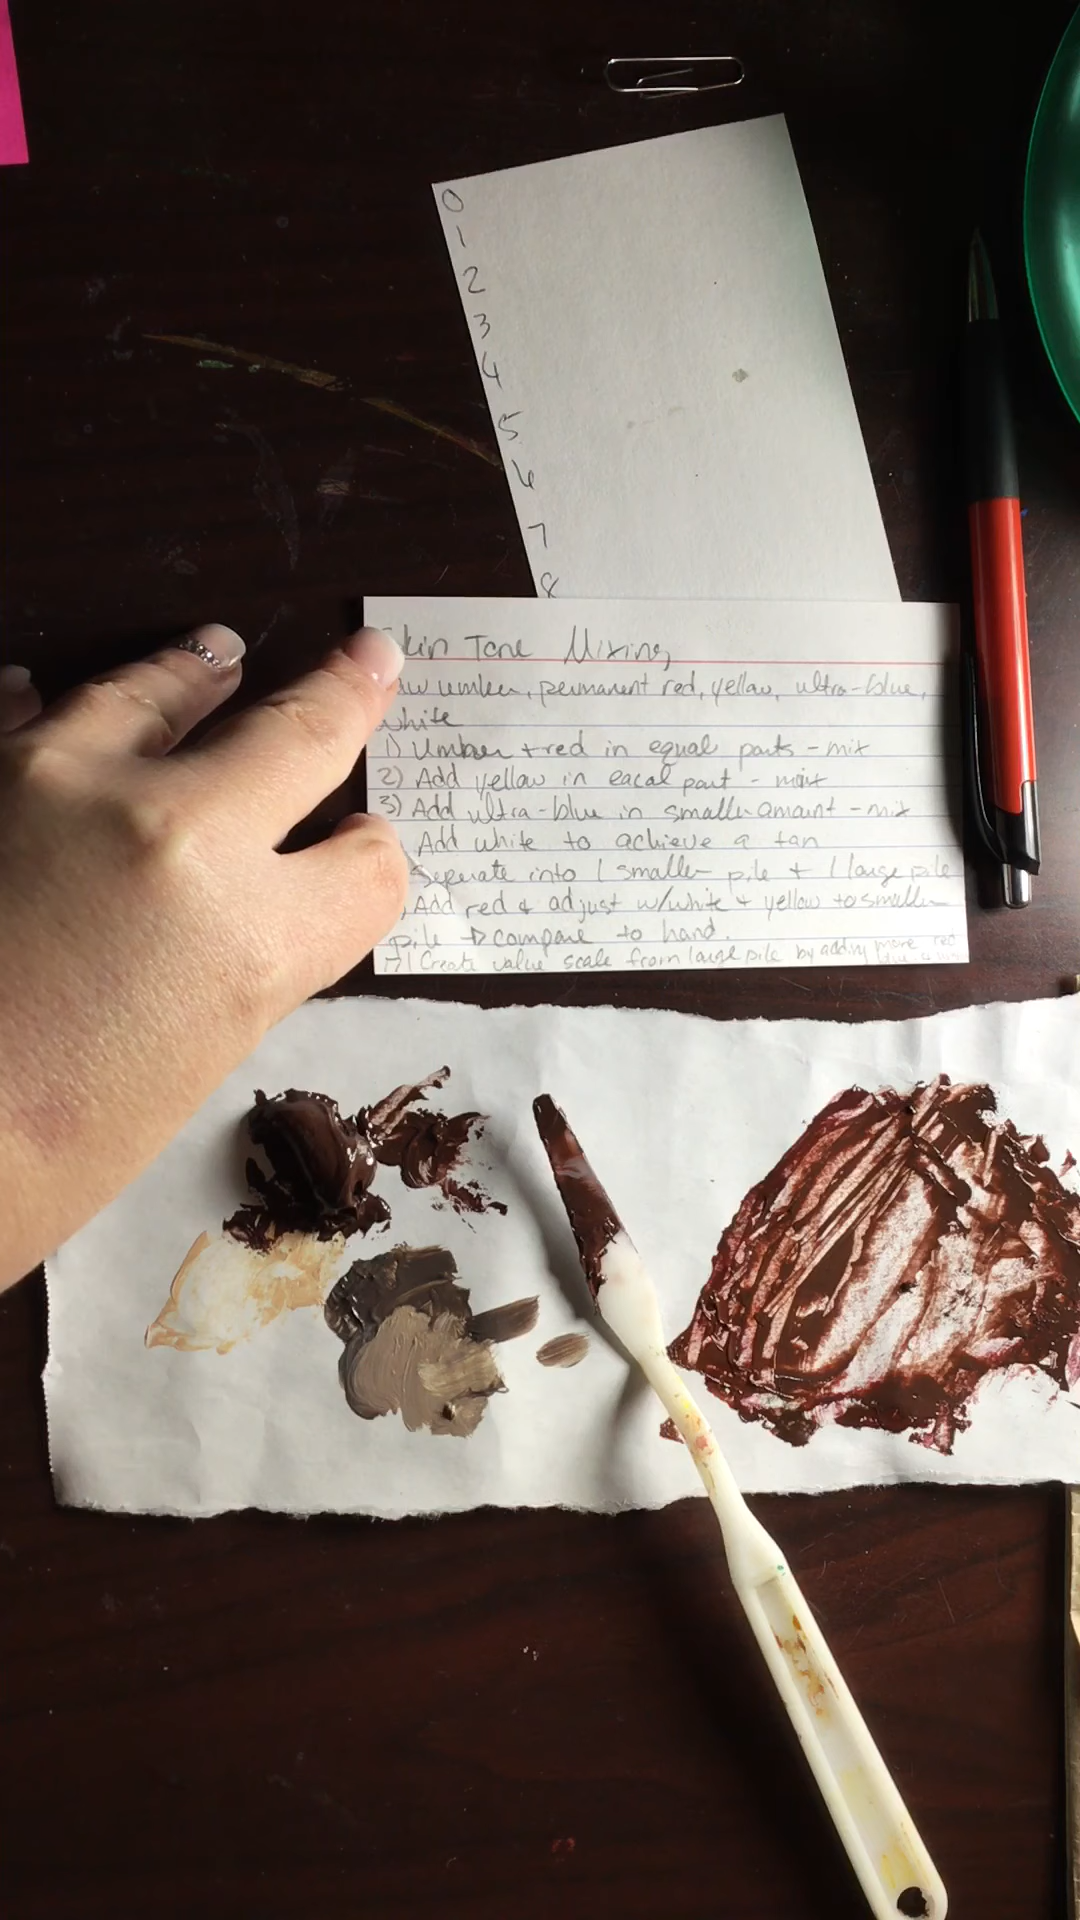 0
1
2
3
4
5
6
7
8
Skin Tone Mixing
aw umber, permanent red, yellow, ultra-blue,
white
1) Umber + red in equal parts - mix
2) Add yellow in eacal part - mix
3) Add ultra-blue in smaller amount - mix
Add white to achieve a tan
Seperate into 1 smaller pile + 1 large pile
Add red & adjust w/white + yellow to smaller
pile → compare to hand.
7) Create value scale from large pile by adding more red